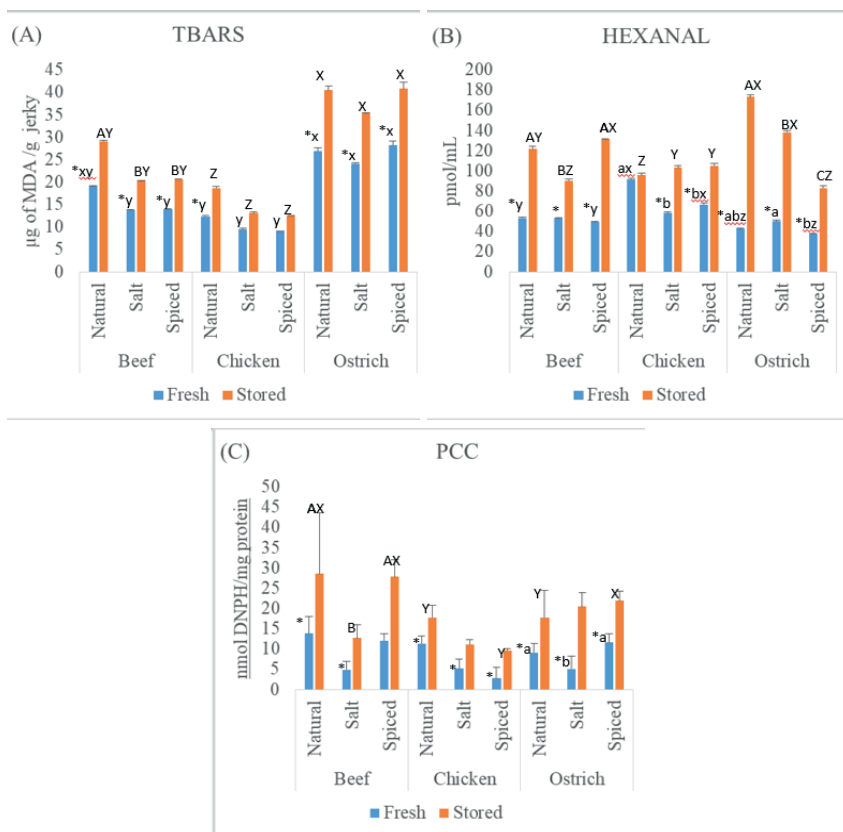 (A) TBARS
µg of MDA /g jerky
45
40
35
30
25
20
15
10
5
0
*xy AY *y BY *y BY *y Z y Z y Z *x X *x X *x X
Natural Salt Spiced Natural Salt Spiced Natural Salt Spiced
Beef Chicken Ostrich
Fresh Stored
(B) HEXANAL
pmol/mL
200
180
160
140
120
100
80
60
40
20
0
*y AY * BZ *y AX ax Z *b Y *bx Y *abz AX *a BX *bz CZ
Natural Salt Spiced Natural Salt Spiced Natural Salt Spiced
Beef Chicken Ostrich
Fresh Stored
(C) PCC
nmol DNPH/mg protein
50
45
40
35
30
25
20
15
10
5
0
* AX * B AX * Y * * Y *a Y *b *a X
Natural Salt Spiced Natural Salt Spiced Natural Salt Spiced
Beef Chicken Ostrich
Fresh Stored